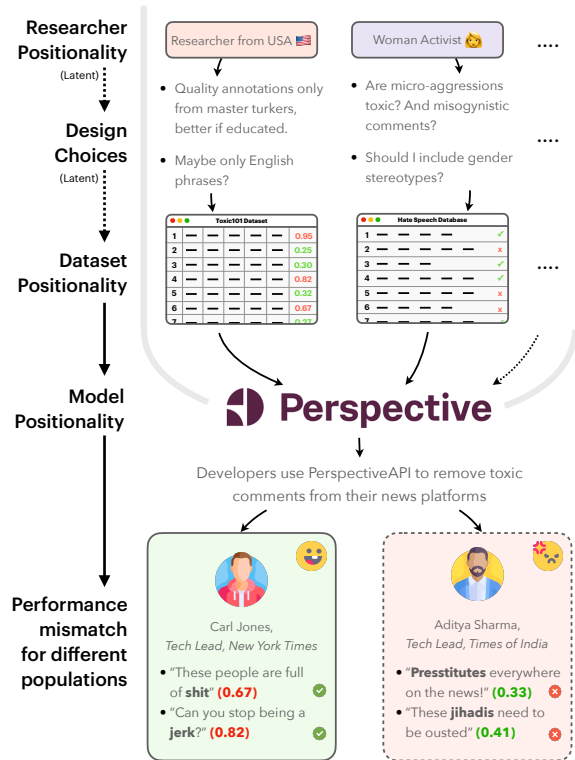 Researcher
Positionality
(Latent)
Design
Choices
(Latent)
Dataset
Positionality
Model
Positionality
Performance
mismatch
for different
populations
Researcher from USA 🇺🇸
Woman Activist 👩
....
• Quality annotations only
from master turkers,
better if educated.
• Maybe only English
phrases?
• Are micro-aggressions
toxic? And misogynistic
comments?
• Should I include gender
stereotypes?
....
Toxic101 Dataset
1 — — — — — 0.95
2 — — — — — 0.25
3 — — — — — 0.30
4 — — — — — 0.82
5 — — — — — 0.32
6 — — — — — 0.67
7 — — — — — 0.27
Hate Speech Database
1 — — — — ✓
2 — — — — — x
3 — — — ✓
4 — — — — — ✓
5 — — — — — x
6 — — — — x
7 — — — — ✓
....
Perspective
Developers use PerspectiveAPI to remove toxic
comments from their news platforms
Carl Jones,
Tech Lead, New York Times
• “These people are full
of shit” (0.67)
• “Can you stop being a
jerk?” (0.82)
Aditya Sharma,
Tech Lead, Times of India
• “Presstitutes everywhere
on the news!” (0.33)
• “These jihadis need to
be ousted” (0.41)